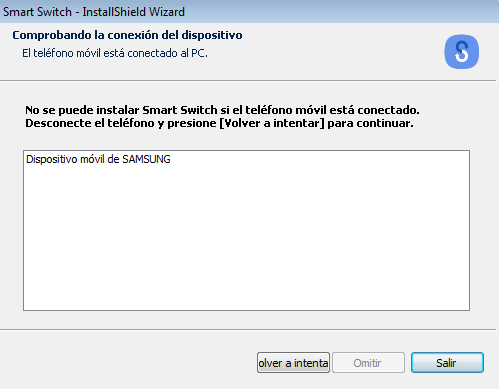 Smart Switch - InstallShield Wizard
Comprobando la conexión del dispositivo
El teléfono móvil está conectado al PC.
No se puede instalar Smart Switch si el teléfono móvil está conectado.
Desconecte el teléfono y presione [Volver a intentar] para continuar.
Dispositivo móvil de SAMSUNG
olver a intenta
Omitir
Salir